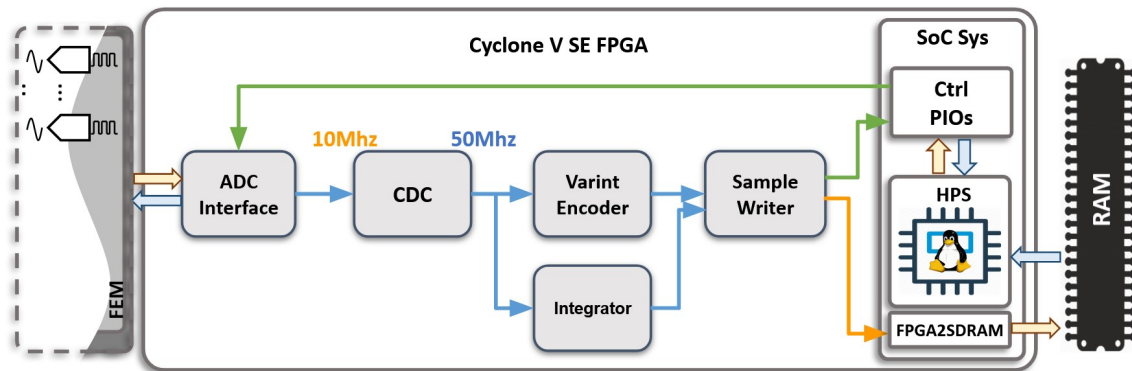 Cyclone V SE FPGA
SoC Sys
Ctrl
PIOs
10Mhz
50Mhz
ADC
Interface
CDC
Varint
Encoder
Sample
Writer
HPS
Integrator
FPGA2SDRAM
FEM
RAM